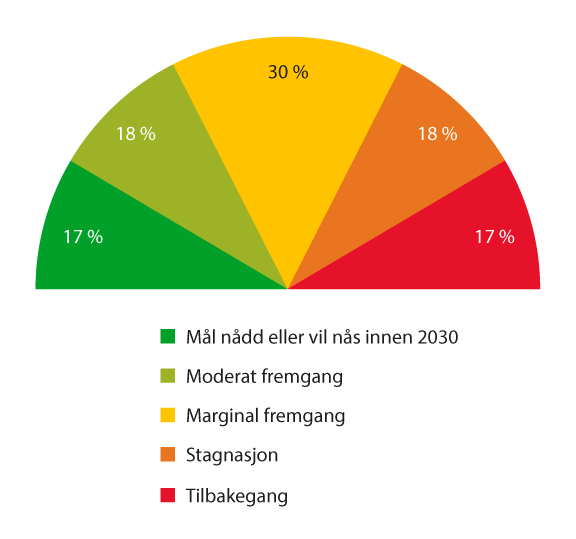 30 %
18 %
18 %
17 %
17 %
Mål nådd eller vil nås innen 2030
Moderat fremgang
Marginal fremgang
Stagnasjon
Tilbakegang